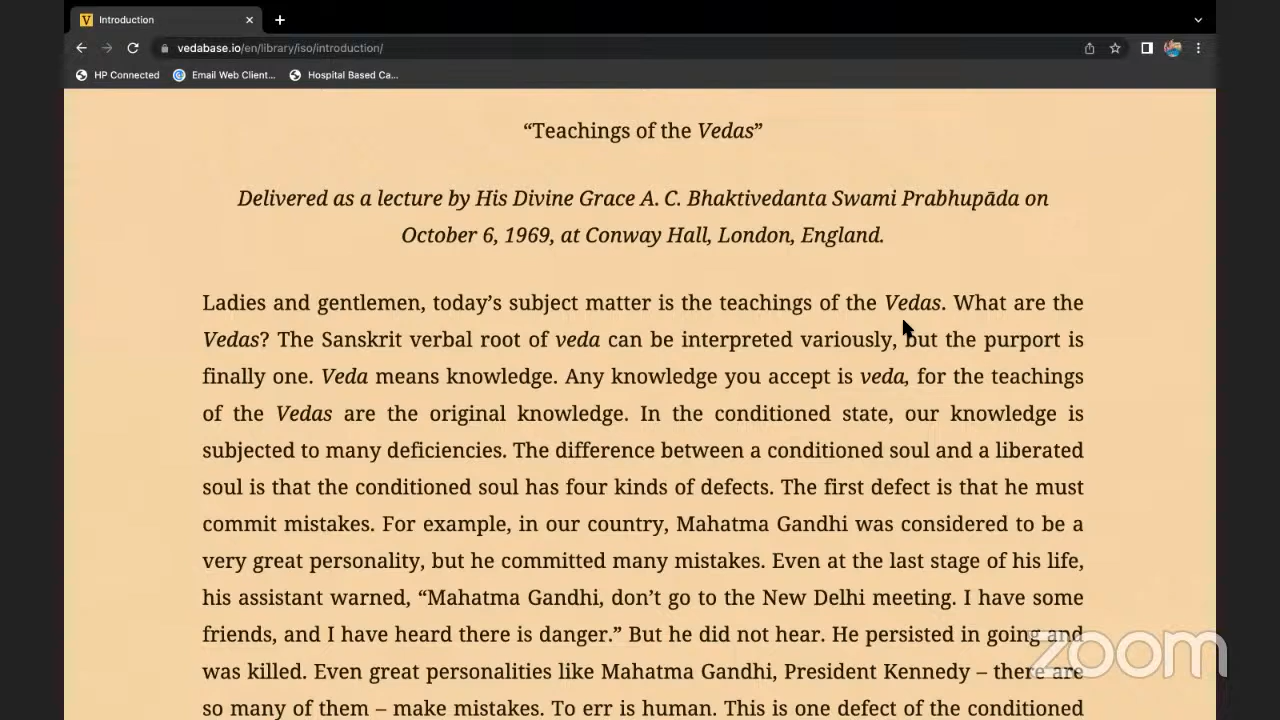 V Introduction
vedabase.io/en/library/iso/introduction/
HP Connected Email Web Client... Hospital Based Ca...
“Teachings of the Vedas”
Delivered as a lecture by His Divine Grace A. C. Bhaktivedanta Swami Prabhupāda on
October 6, 1969, at Conway Hall, London, England.
Ladies and gentlemen, today’s subject matter is the teachings of the Vedas. What are the
Vedas? The Sanskrit verbal root of veda can be interpreted variously, but the purport is
finally one. Veda means knowledge. Any knowledge you accept is veda, for the teachings
of the Vedas are the original knowledge. In the conditioned state, our knowledge is
subjected to many deficiencies. The difference between a conditioned soul and a liberated
soul is that the conditioned soul has four kinds of defects. The first defect is that he must
commit mistakes. For example, in our country, Mahatma Gandhi was considered to be a
very great personality, but he committed many mistakes. Even at the last stage of his life,
his assistant warned, “Mahatma Gandhi, don’t go to the New Delhi meeting. I have some
friends, and I have heard there is danger.” But he did not hear. He persisted in going and
was killed. Even great personalities like Mahatma Gandhi, President Kennedy – there are
so many of them – make mistakes. To err is human. This is one defect of the conditioned
zoom